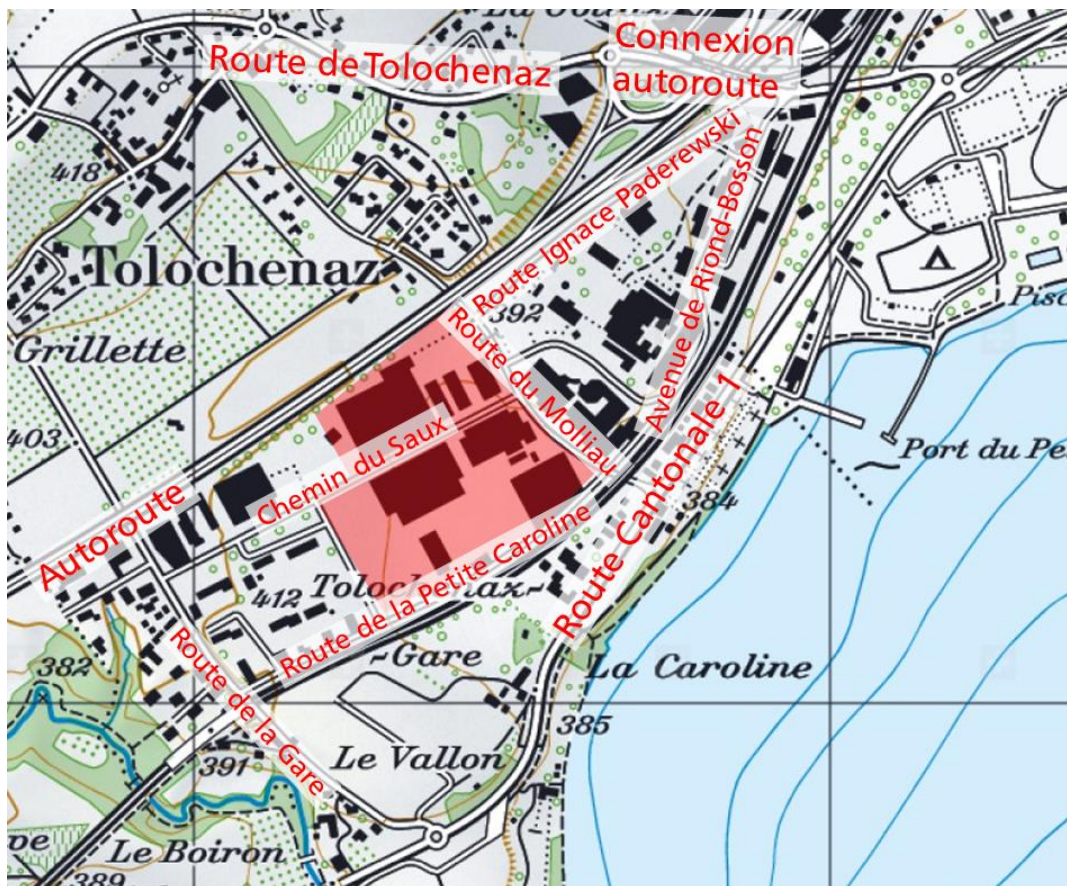 Connexion
autoroute
Route de Tolochenaz
418
Route Ignace Paderewski
Avenue de Riond-Bosson
Tolochenaz
392
Grillette
Route du Molliau
403
Chemin du Saux
Port du Pe
384
Autoroute
Route Cantonale 1
Route de la Petite Caroline
412
Tolochenaz-
-Gare
La Caroline
382
Route de la Gare
385
391
Le Vallon
Le Boiron
389